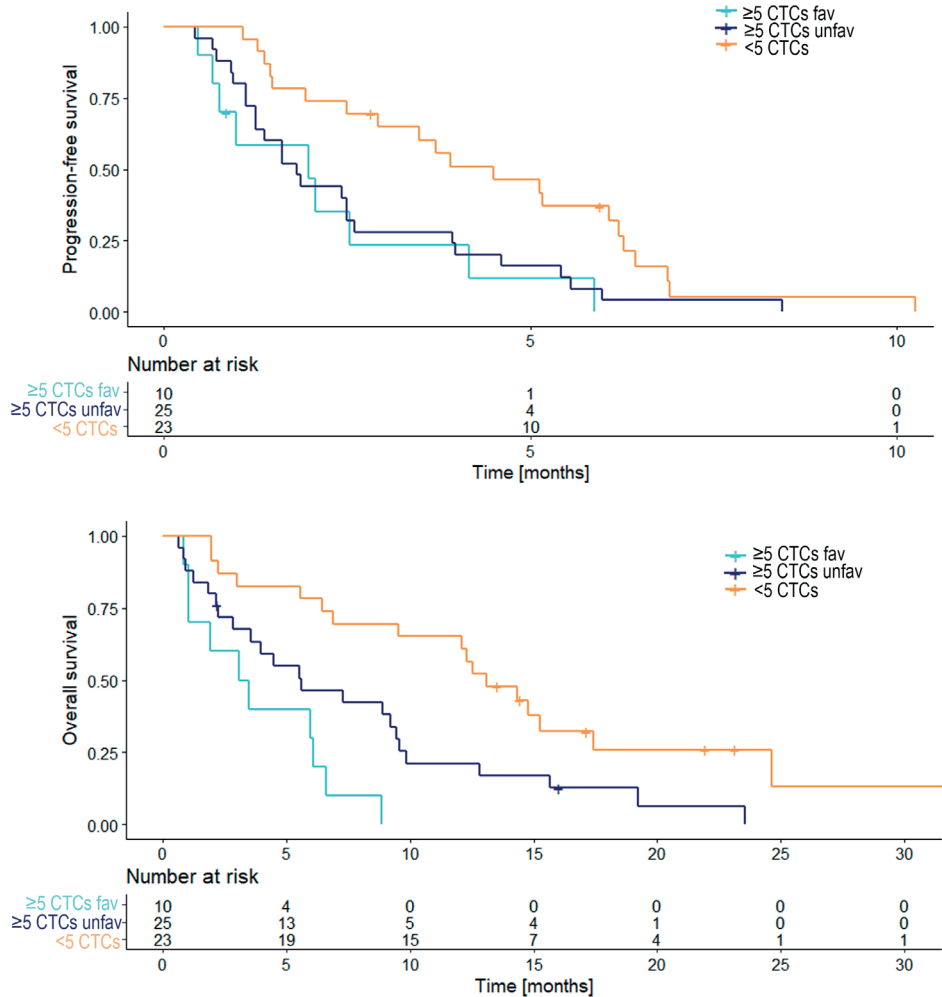 ≥5 CTCs fav
≥5 CTCs unfav
<5 CTCs
Progression-free survival
1.00
0.75
0.50
0.25
0.00
0 5 10
Number at risk
≥5 CTCs fav 10 1 0
≥5 CTCs unfav 25 4 0
<5 CTCs 23 10 1
0 5 10
Time [months]
≥5 CTCs fav
≥5 CTCs unfav
<5 CTCs
Overall survival
1.00
0.75
0.50
0.25
0.00
0 5 10 15 20 25 30
Number at risk
≥5 CTCs fav 10 4 0 0 0 0 0
≥5 CTCs unfav 25 13 5 4 1 0 0
<5 CTCs 23 19 15 7 4 1 1
0 5 10 15 20 25 30
Time [months]